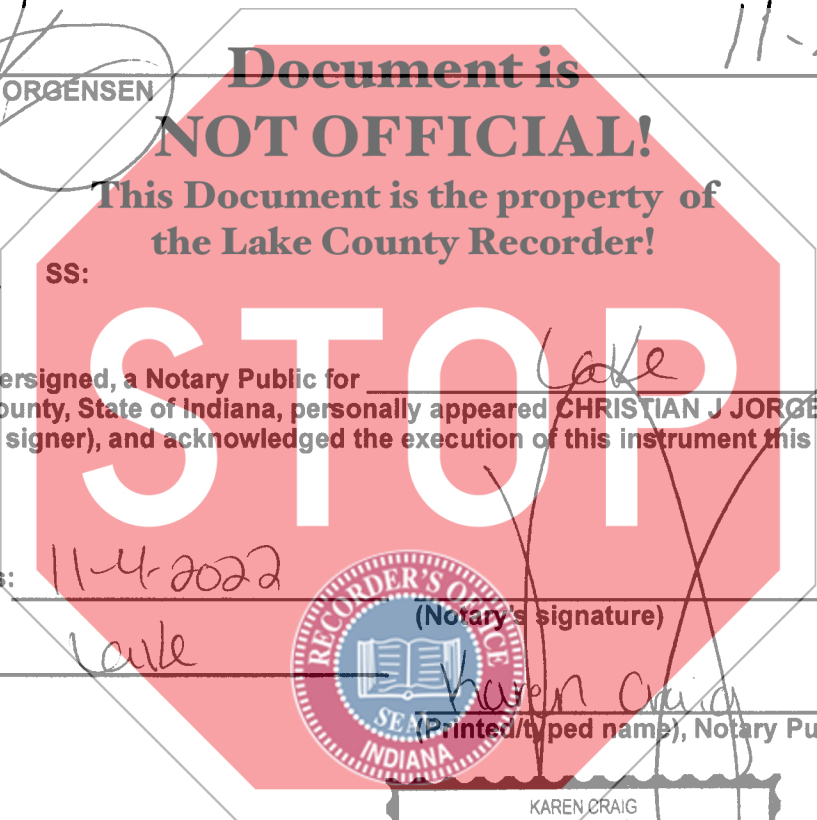 11-
ORGENSEN
Document is
NOT OFFICIAL!
This Document is the property of
the Lake County Recorder!
SS:
STOP
ersigned, a Notary Public for Lake
ounty, State of Indiana, personally appeared CHRISTIAN J JORGE
signer), and acknowledged the execution of this instrument this
s: 11-4-2022
(Notary's signature)
Lake
RECORDER'S OFFICE
SEAL
INDIANA
Karen Craig
(Printed/typed name), Notary Pu
KAREN CRAIG